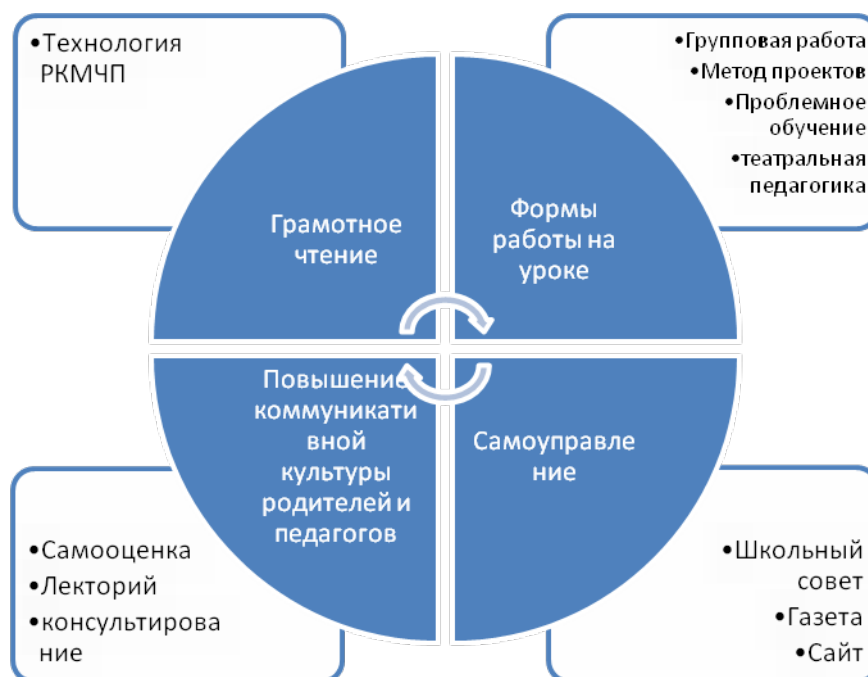 •Технология
РКМЧП
•Групповая работа
•Метод проектов
•Проблемное
обучение
•театральная
педагогика
Грамотное
чтение
Формы
работы на
уроке
Повышение
коммуникати
вной
культуры
родителей и
педагогов
Самоуправле
ние
•Самооценка
•Лекторий
•консультирова
ние
•Школьный
совет
•Газета
•Сайт